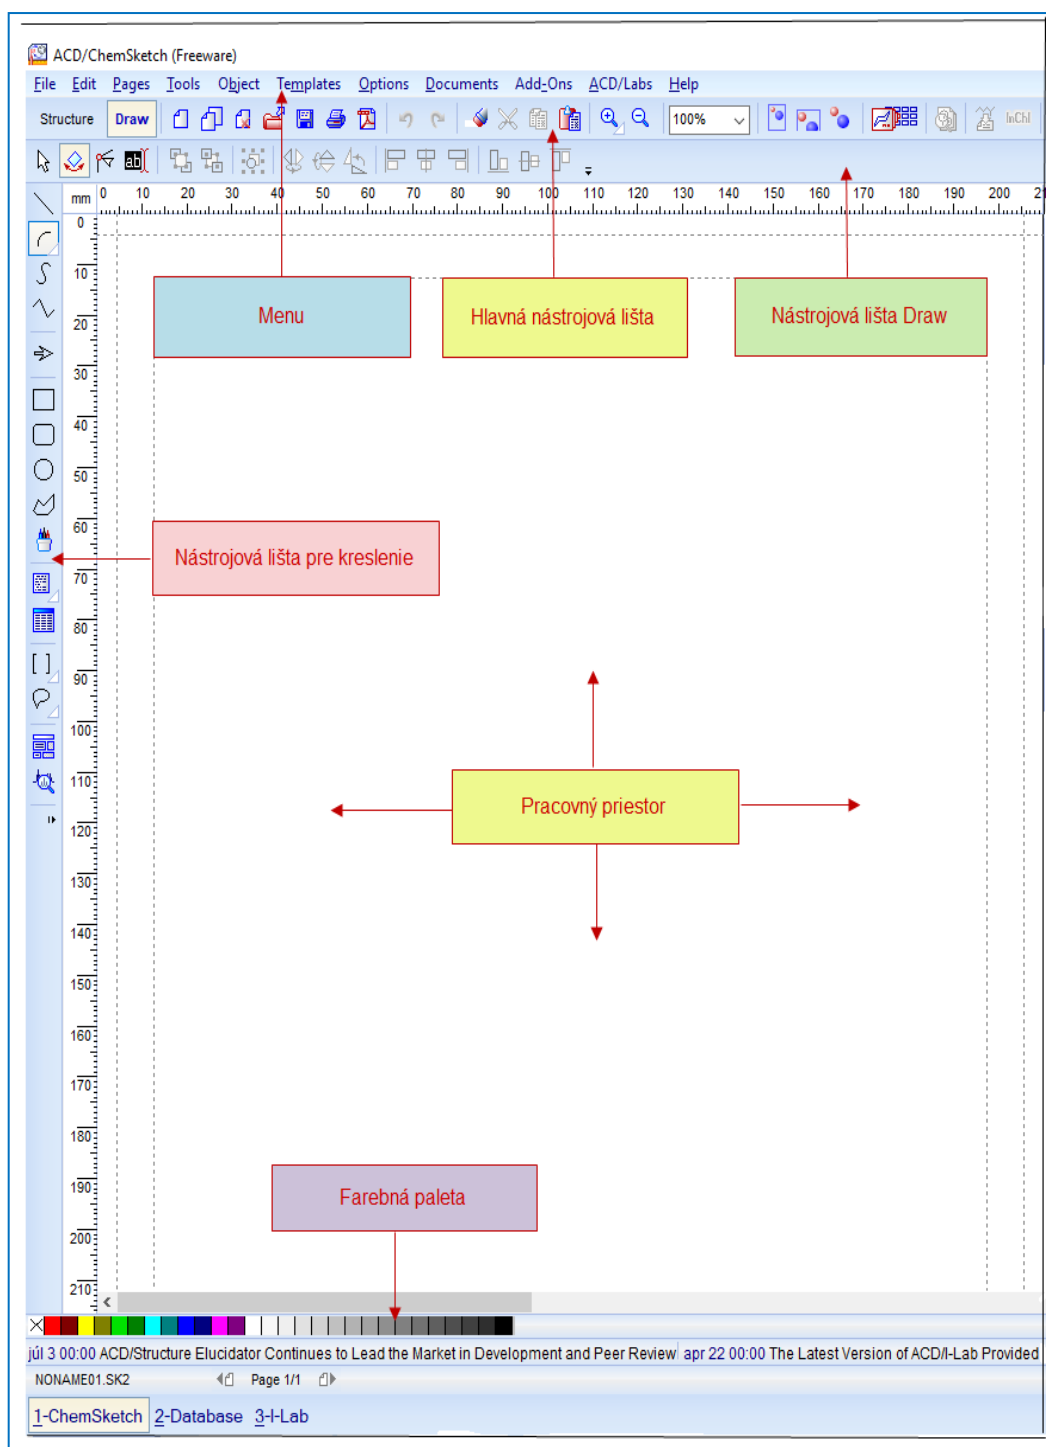 ACD/ChemSketch (Freeware)
File Edit Pages Tools Object Templates Options Documents Add-Ons ACD/Labs Help
Structure Draw 100% InChI
ab
mm 0 10 20 30 40 50 60 70 80 90 100 110 120 130 140 150 160 170 180 190 200 21
0
10
Menu
Hlavná nástrojová lišta
Nástrojová lišta Draw
20
30
40
50
60
Nástrojová lišta pre kreslenie
70
80
90
100
110
Pracovný priestor
120
130
140
150
160
170
180
190
Farebná paleta
200
210
júl 3 00:00 ACD/Structure Elucidator Continues to Lead the Market in Development and Peer Review apr 22 00:00 The Latest Version of ACD/I-Lab Provided
NONAME01.SK2 Page 1/1
1-ChemSketch 2-Database 3-I-Lab